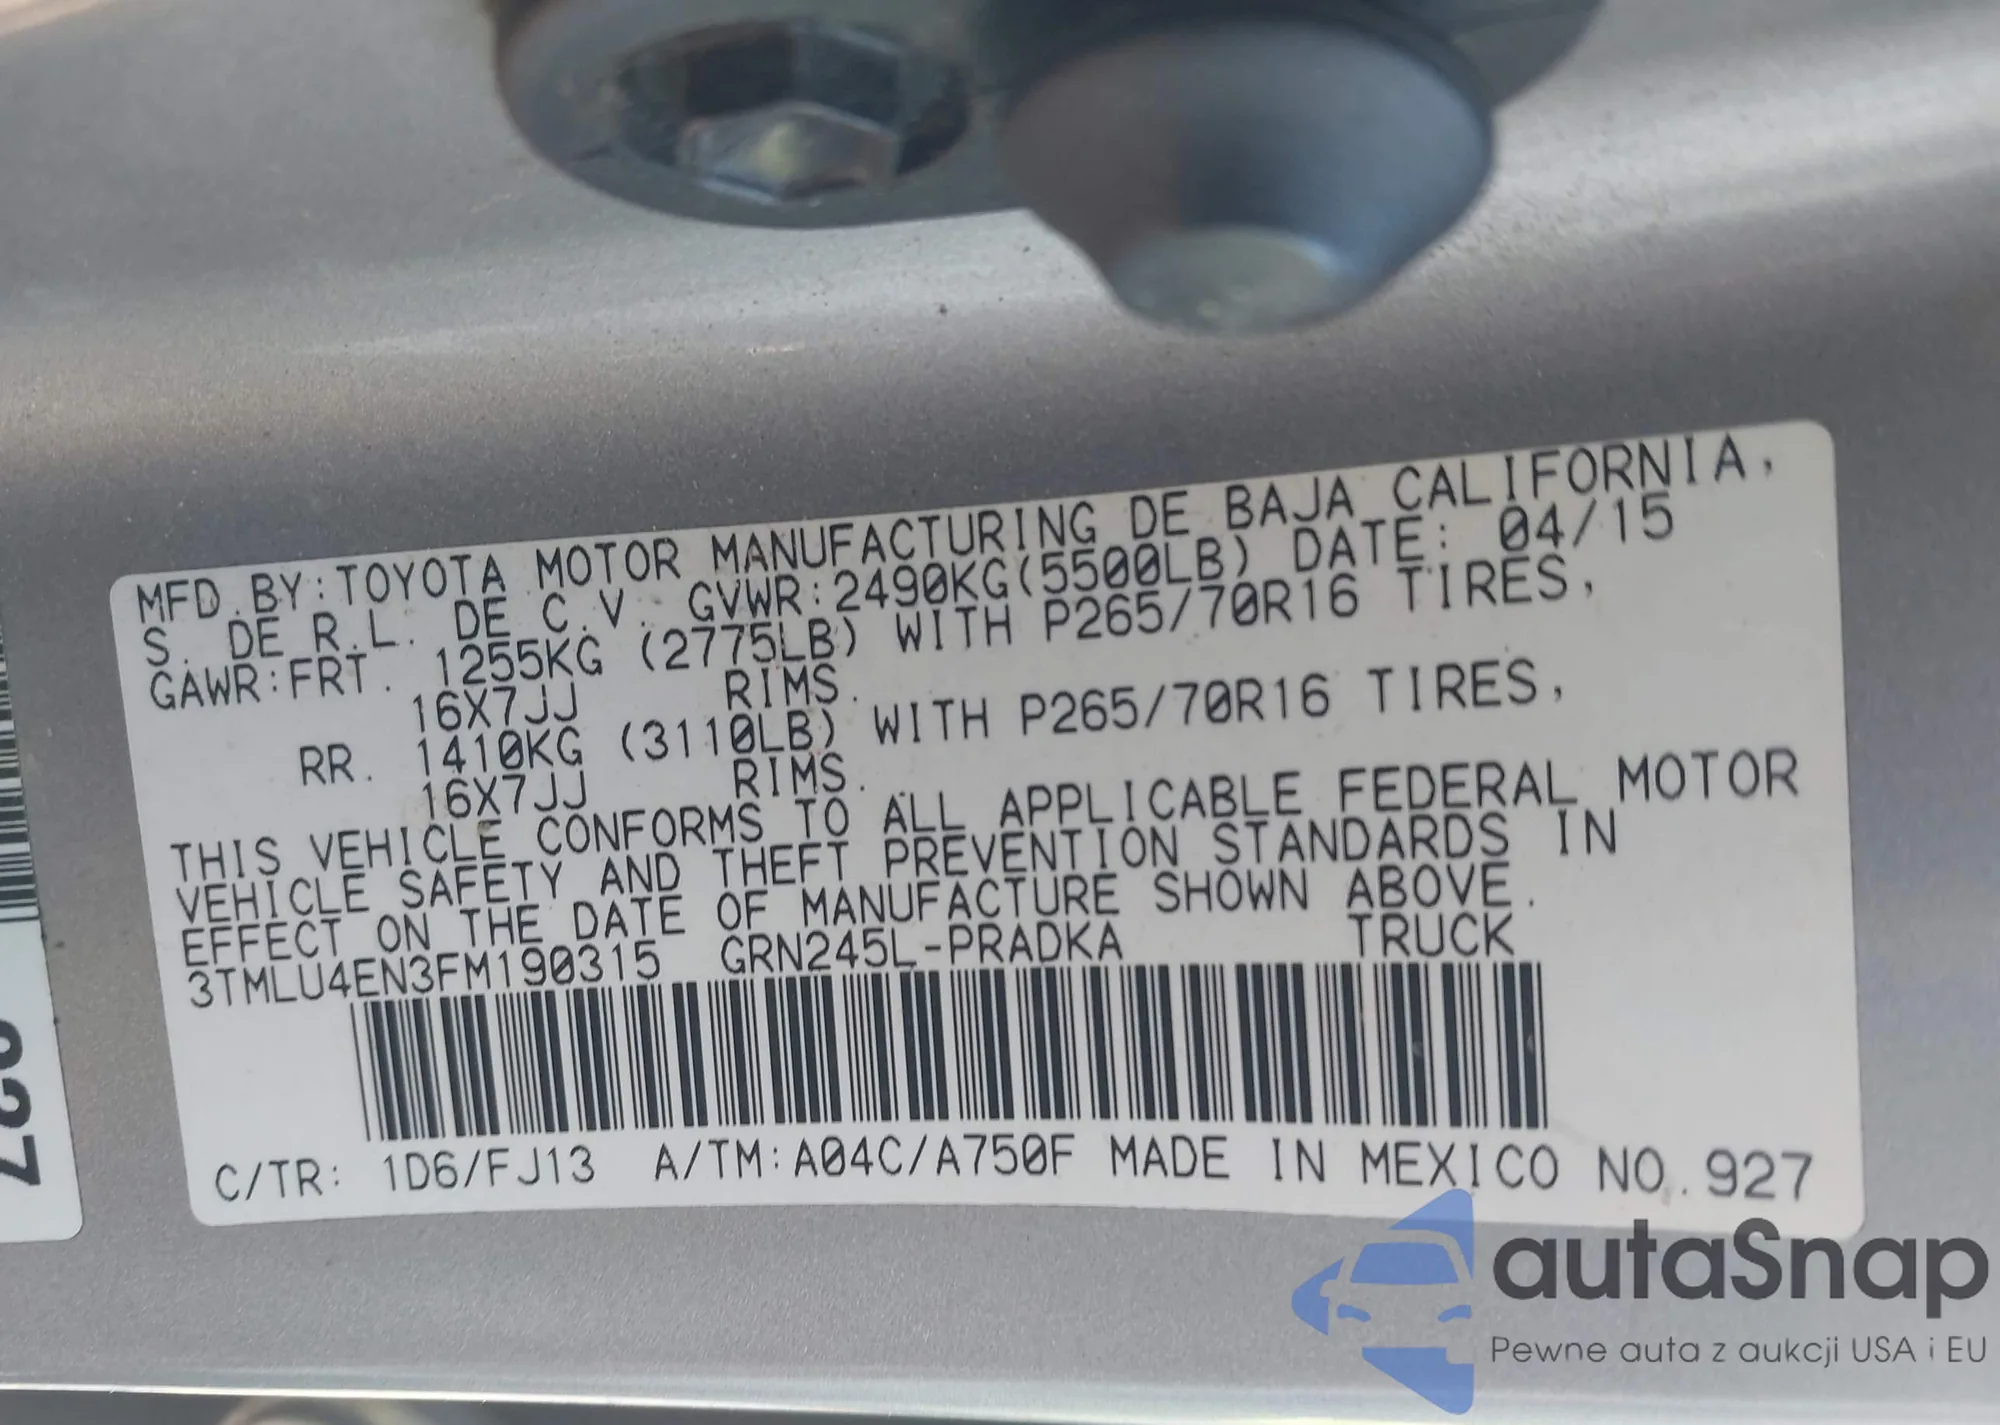 MFD.BY:TOYOTA MOTOR MANUFACTURING DE BAJA CALIFORNIA,
S. DE R.L. DE C.V. GVWR:2490KG(5500LB) DATE: 04/15
GAWR:FRT. 1255KG (2775LB) WITH P265/70R16 TIRES,
16X7JJ RIMS.
RR. 1410KG (3110LB) WITH P265/70R16 TIRES,
16X7JJ RIMS.
THIS VEHICLE CONFORMS TO ALL APPLICABLE FEDERAL MOTOR
VEHICLE SAFETY AND THEFT PREVENTION STANDARDS IN
EFFECT ON THE DATE OF MANUFACTURE SHOWN ABOVE.
3TMLU4EN3FM190315 GRN245L-PRADKA TRUCK
C/TR: 1D6/FJ13 A/TM:A04C/A750F MADE IN MEXICO NO.927
927
autaSnap
Pewne auta z aukcji USA i EU